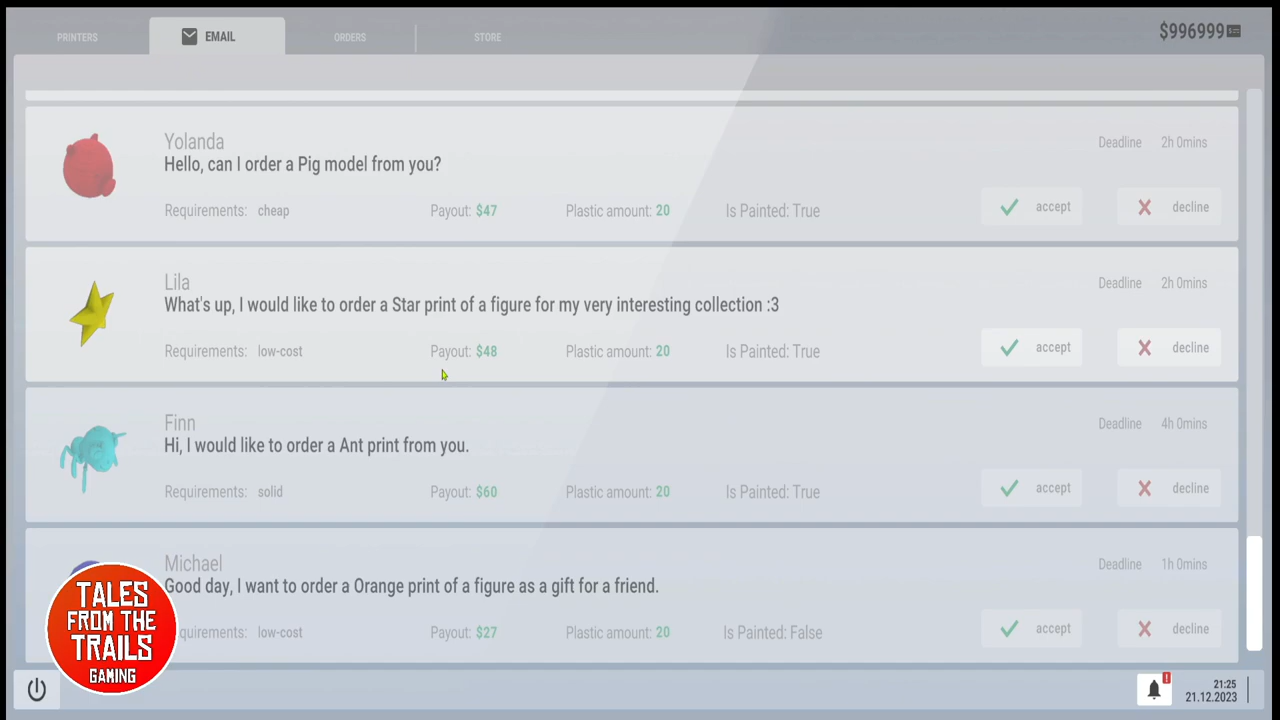 PRINTERS
EMAIL
ORDERS
STORE
$996999
Yolanda
Hello, can I order a Pig model from you?
Requirements: cheap
Payout: $47
Plastic amount: 20
Is Painted: True
Deadline 2h 0mins
accept
decline
Lila
What's up, I would like to order a Star print of a figure for my very interesting collection :3
Requirements: low-cost
Payout: $48
Plastic amount: 20
Is Painted: True
Deadline 2h 0mins
accept
decline
Finn
Hi, I would like to order a Ant print from you.
Requirements: solid
Payout: $60
Plastic amount: 20
Is Painted: True
Deadline 4h 0mins
accept
decline
Michael
Good day, I want to order a Orange print of a figure as a gift for a friend.
quirements: low-cost
Payout: $27
Plastic amount: 20
Is Painted: False
Deadline 1h 0mins
accept
decline
TALES
FROM THE
TRAILS
GAMING
!
21:25
21.12.2023